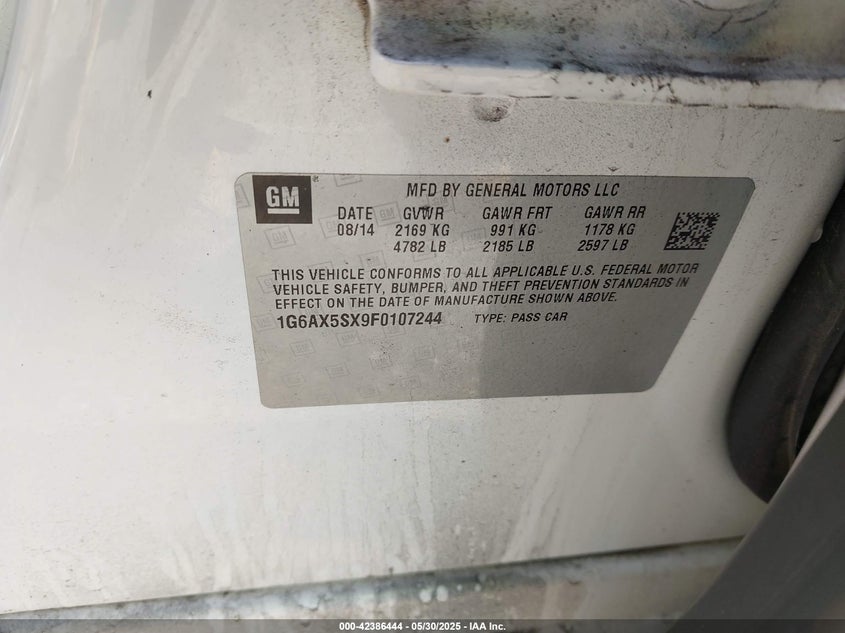 GM
MFD BY GENERAL MOTORS LLC
DATE GVWR GAWR FRT GAWR RR
08/14 2169 KG 991 KG 1178 KG
4782 LB 2185 LB 2597 LB
THIS VEHICLE CONFORMS TO ALL APPLICABLE U.S. FEDERAL MOTOR
VEHICLE SAFETY, BUMPER, AND THEFT PREVENTION STANDARDS IN
EFFECT ON THE DATE OF MANUFACTURE SHOWN ABOVE.
1G6AX5SX9F0107244 TYPE: PASS CAR
000-42386444 / 05/30/2025 - IAA Inc.